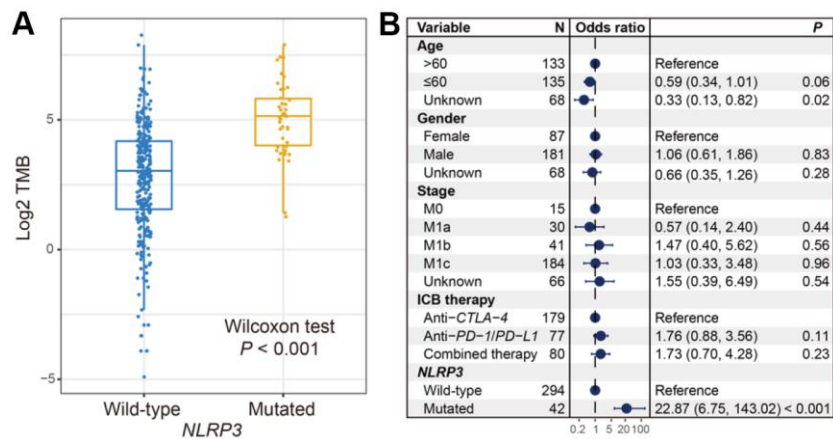 A
Log2 TMB
5
0
−5
Wilcoxon test
P < 0.001
Wild-type Mutated
NLRP3
B
Variable N Odds ratio P
Age
>60 133 Reference
≤60 135 0.59 (0.34, 1.01) 0.06
Unknown 68 0.33 (0.13, 0.82) 0.02
Gender
Female 87 Reference
Male 181 1.06 (0.61, 1.86) 0.83
Unknown 68 0.66 (0.35, 1.26) 0.28
Stage
M0 15 Reference
M1a 30 0.57 (0.14, 2.40) 0.44
M1b 41 1.47 (0.40, 5.62) 0.56
M1c 184 1.03 (0.33, 3.48) 0.96
Unknown 66 1.55 (0.39, 6.49) 0.54
ICB therapy
Anti−CTLA−4 179 Reference
Anti−PD−1/PD−L1 77 1.76 (0.88, 3.56) 0.11
Combined therapy 80 1.73 (0.70, 4.28) 0.23
NLRP3
Wild−type 294 Reference
Mutated 42 22.87 (6.75, 143.02) < 0.001
0.2 1 5 20 100